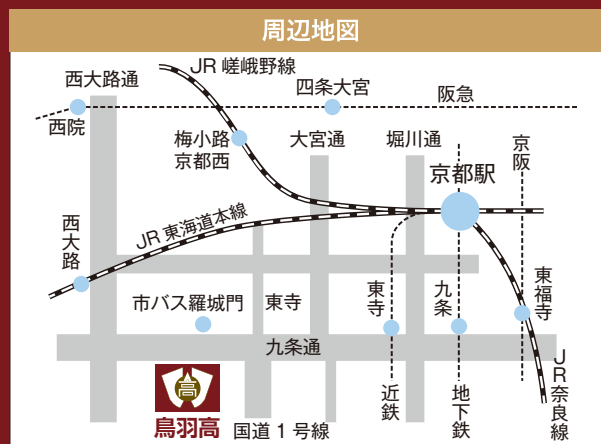 周辺地図
JR 嵯峨野線
西大路通
四条大宮
阪急
西院
梅小路
京都西
大宮通
堀川通
京阪
京都駅
西大路
JR 東海道本線
市バス羅城門
東寺
東寺
九条
東福寺
九条通
高
鳥羽高
国道 1 号線
近鉄
地下鉄
JR奈良線